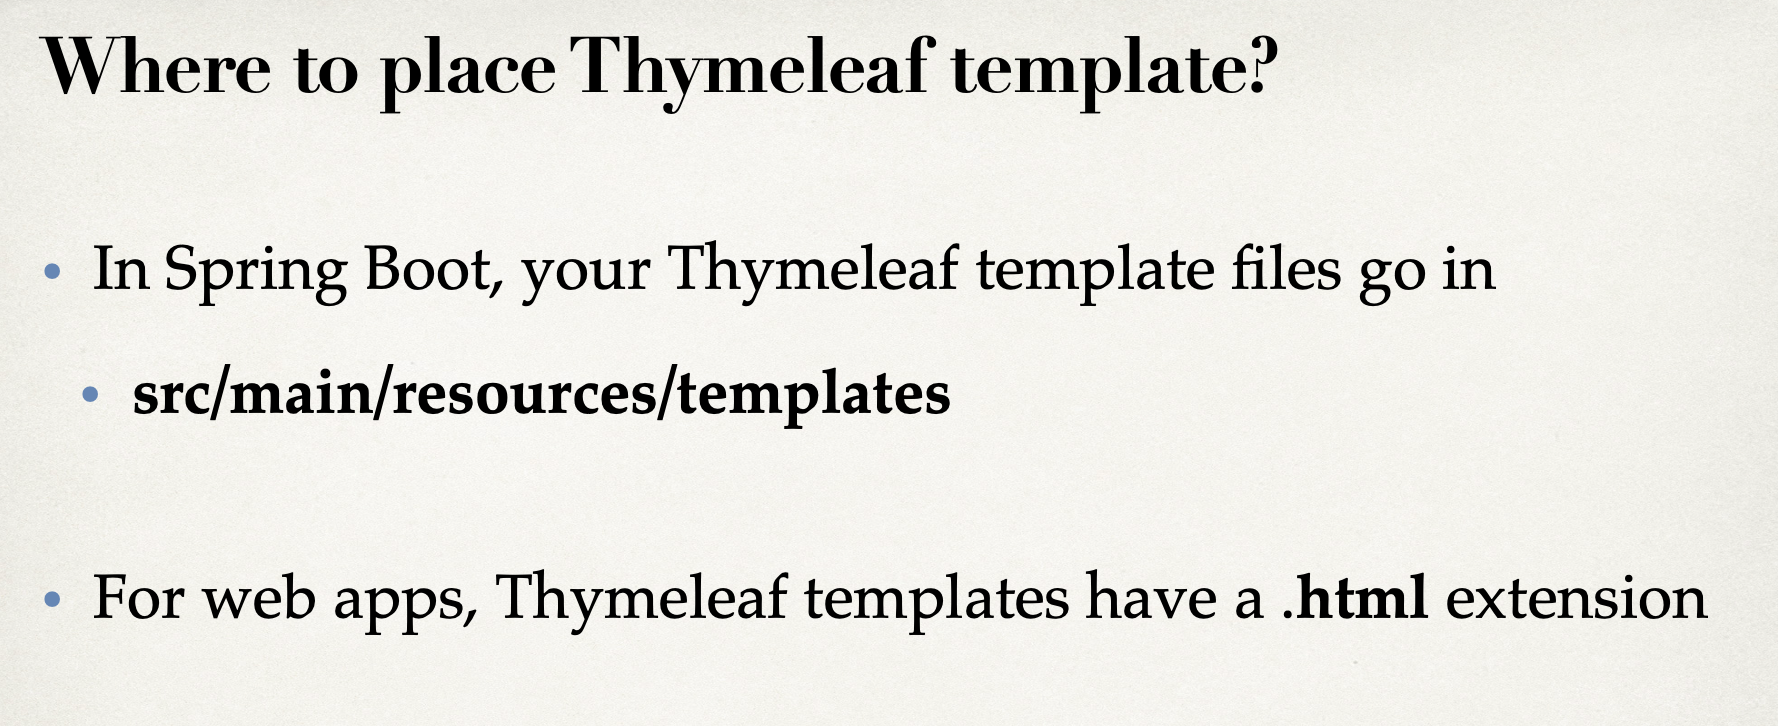 Where to place Thymeleaf template?
• In Spring Boot, your Thymeleaf template files go in
• src/main/resources/templates
• For web apps, Thymeleaf templates have a .html extension